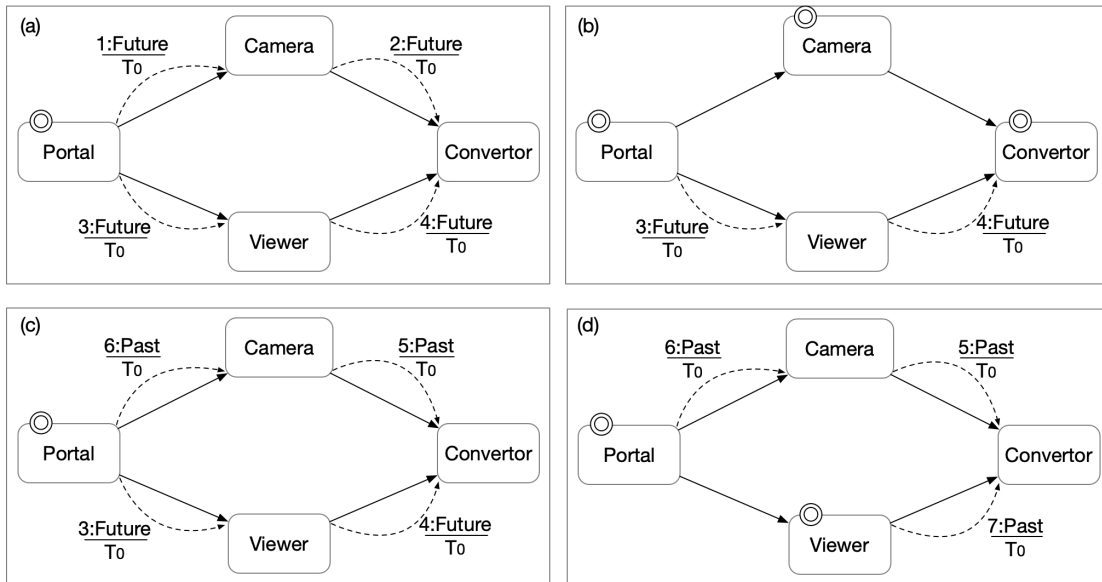 (a)
1:Future
T0
Camera
2:Future
T0
Portal
Convertor
3:Future
T0
Viewer
4:Future
T0
(b)
Camera
Portal
Convertor
3:Future
T0
Viewer
4:Future
T0
(c)
6:Past
T0
Camera
5:Past
T0
Portal
Convertor
3:Future
T0
Viewer
4:Future
T0
(d)
6:Past
T0
Camera
5:Past
T0
Portal
Convertor
Viewer
7:Past
T0